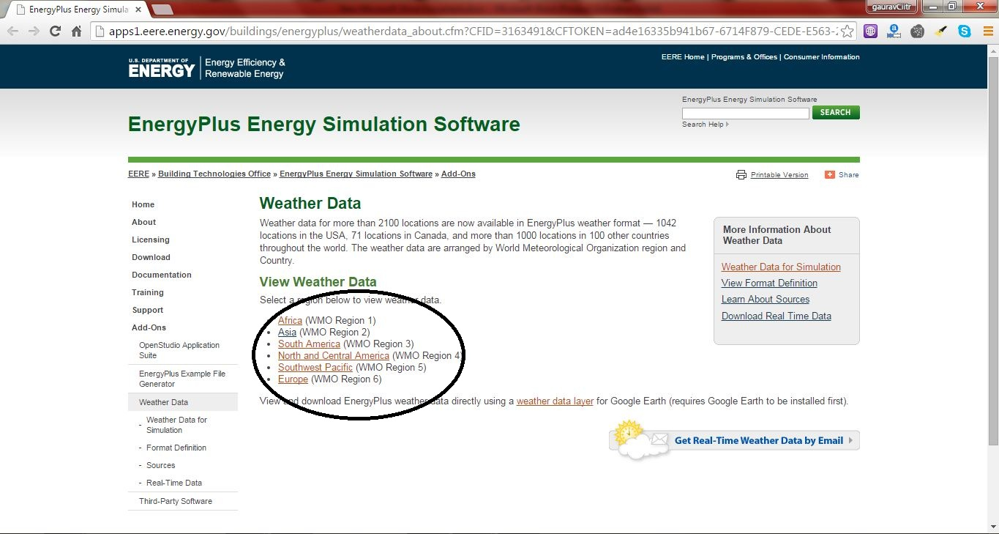 EnergyPlus Energy Simula
gauravCiitr
apps1.eere.energy.gov/buildings/energyplus/weatherdata_about.cfm?CFID=3163491&CFTOKEN=ad4e16335b941b67-6714F879-CEDE-E563-2
U.S. DEPARTMENT OF
ENERGY
Energy Efficiency &
Renewable Energy
EERE Home | Programs & Offices | Consumer Information
EnergyPlus Energy Simulation Software
EnergyPlus Energy Simulation Software
SEARCH
Search Help
EERE » Building Technologies Office » EnergyPlus Energy Simulation Software » Add-Ons
Printable Version
Share
Home
About
Licensing
Download
Documentation
Training
Support
Add-Ons
OpenStudio Application
Suite
EnergyPlus Example File
Generator
Weather Data
- Weather Data for
Simulation
- Format Definition
- Sources
- Real-Time Data
Third-Party Software
Weather Data
Weather data for more than 2100 locations are now available in EnergyPlus weather format — 1042
locations in the USA, 71 locations in Canada, and more than 1000 locations in 100 other countries
throughout the world. The weather data are arranged by World Meteorological Organization region and
Country.
View Weather Data
Select a region below to view weather data.
• Africa (WMO Region 1)
• Asia (WMO Region 2)
• South America (WMO Region 3)
• North and Central America (WMO Region 4)
• Southwest Pacific (WMO Region 5)
• Europe (WMO Region 6)
View and download EnergyPlus weather data directly using a weather data layer for Google Earth (requires Google Earth to be installed first).
More Information About
Weather Data
Weather Data for Simulation
View Format Definition
Learn About Sources
Download Real Time Data
Get Real-Time Weather Data by Email